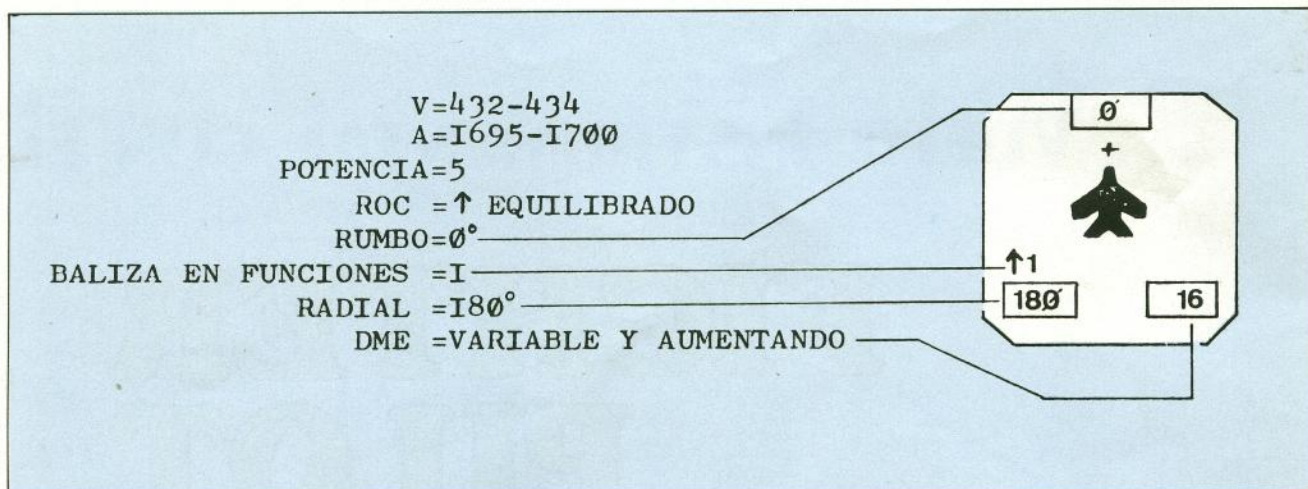 V=432-434
A=I695-I7ØØ
POTENCIA=5
ROC =↑ EQUILIBRADO
RUMBO=Ø°
BALIZA EN FUNCIONES =I
RADIAL =I8Ø°
DME =VARIABLE Y AUMENTANDO
Ø
+
↑1
18Ø
16